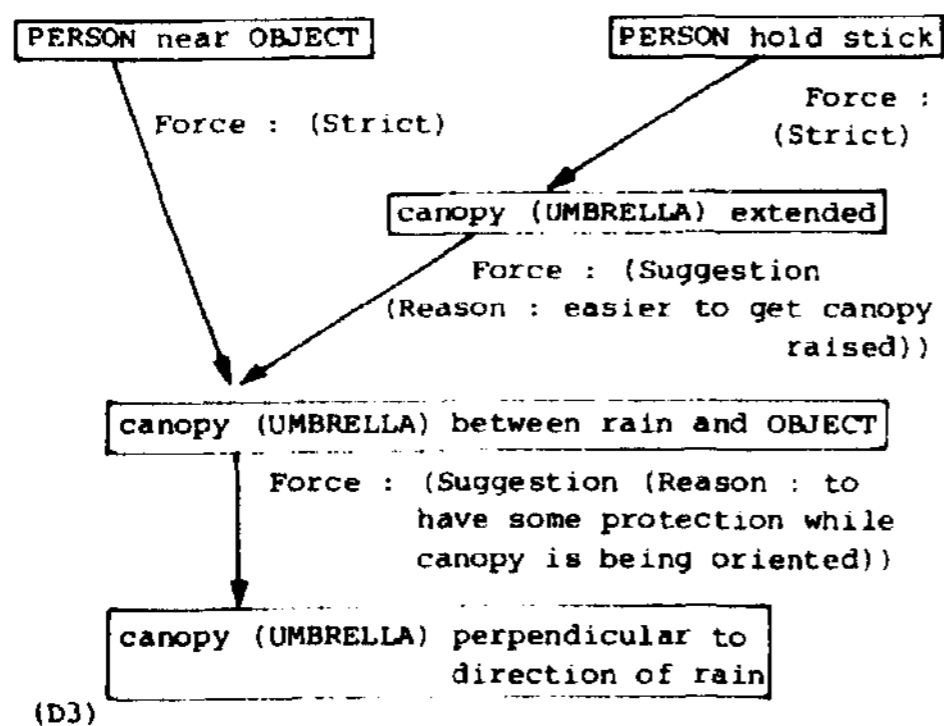 PERSON near OBJECT
PERSON hold stick
Force : (Strict)
Force :
(Strict)
canopy (UMBRELLA) extended
Force : (Suggestion
(Reason : easier to get canopy
raised))
canopy (UMBRELLA) between rain and OBJECT
Force : (Suggestion (Reason : to
have some protection while
canopy is being oriented))
canopy (UMBRELLA) perpendicular to
direction of rain
(D3)